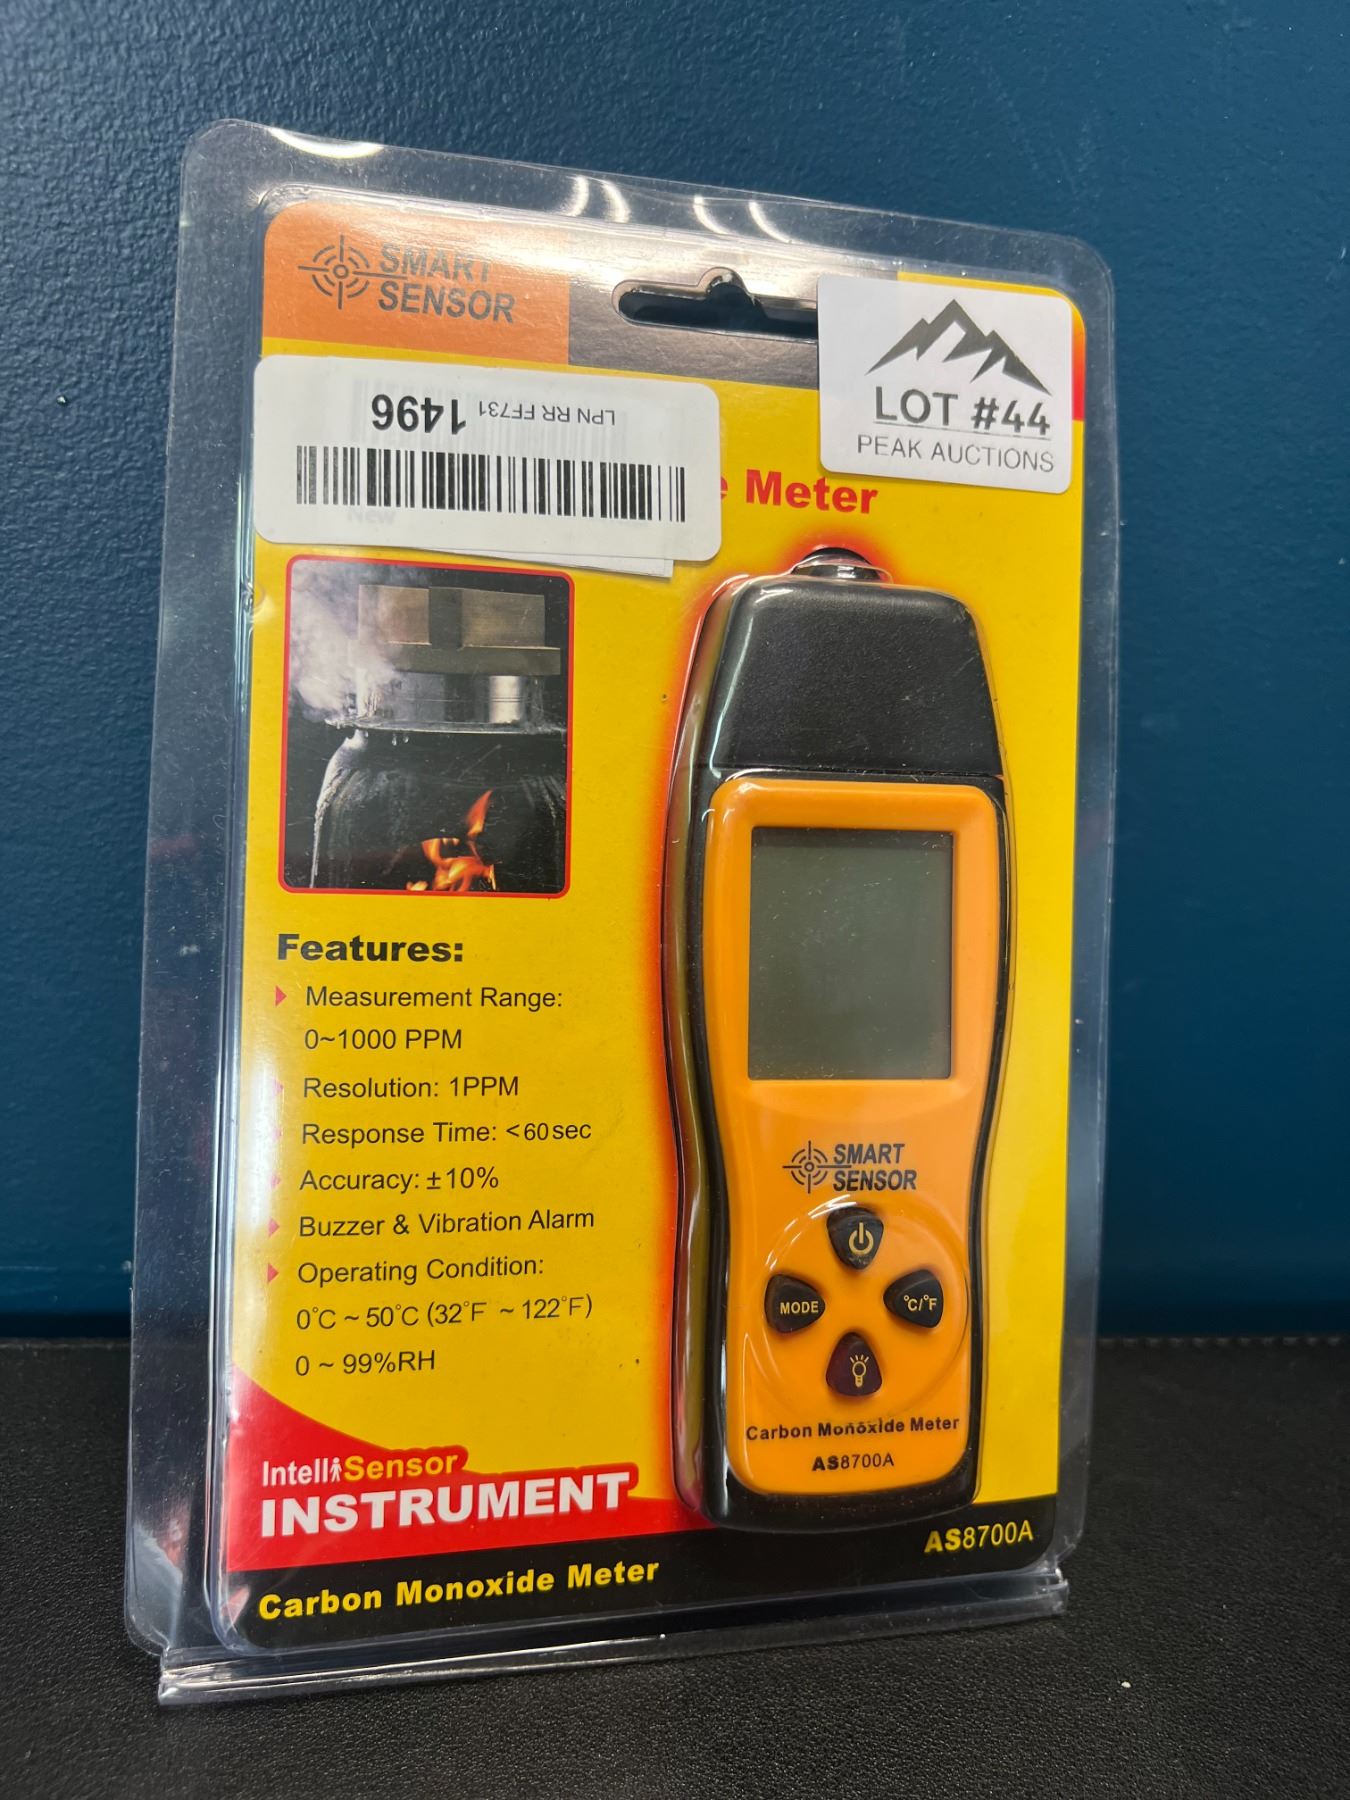 SMART
SENSOR
LOT #44
PEAK AUCTIONS
LPN RR FF731 1496
New
e Meter
Features:
Measurement Range:
0~1000 PPM
Resolution: 1PPM
Response Time: <60sec
Accuracy: ±10%
Buzzer & Vibration Alarm
Operating Condition:
0°C ~ 50°C (32°F ~ 122°F)
0 ~ 99%RH
SMART
SENSOR
MODE
°C/°F
Carbon Monoxide Meter
AS8700A
IntelliSensor
INSTRUMENT
Carbon Monoxide Meter
AS8700A